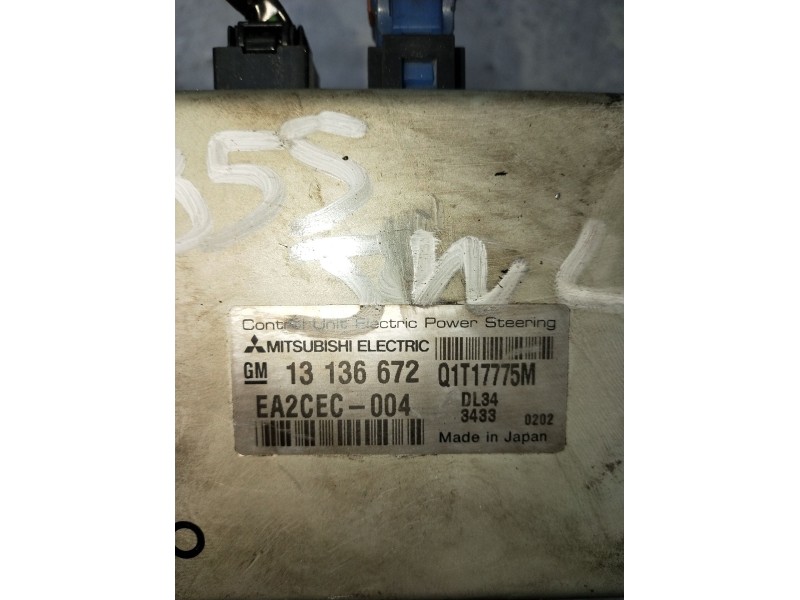 35S
Control Unit Electric Power Steering
MITSUBISHI ELECTRIC
GM 13 136 672 Q1T17775M
EA2CEC-004 DL34
3433 0202
Made in Japan